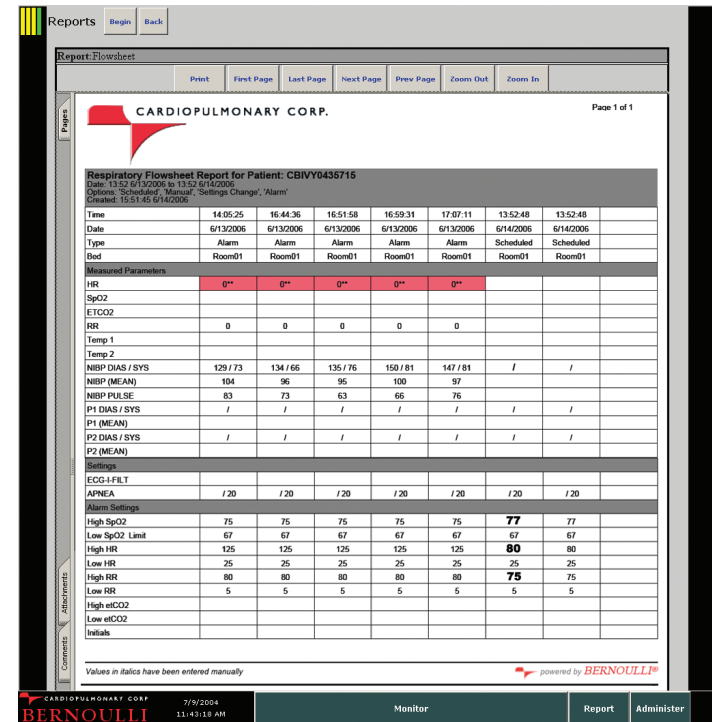 Reports Begin Back
Report:Flowsheet
Print First Page Last Page Next Page Prev Page Zoom Out Zoom In
Pages
CARDIOPULMONARY CORP.
Page 1 of 1
Respiratory Flowsheet Report for Patient: CBIVY0435715
Date: 13:52 6/13/2006 to 13:52 6/14/2006
Options: 'Scheduled', 'Manual', 'Settings Change', 'Alarm'
Created: 15:51:45 6/14/2006
Time 14:05:25 16:44:36 16:51:58 16:59:31 17:07:11 13:52:48 13:52:48
Date 6/13/2006 6/13/2006 6/13/2006 6/13/2006 6/13/2006 6/14/2006 6/14/2006
Type Alarm Alarm Alarm Alarm Alarm Scheduled Scheduled
Bed Room01 Room01 Room01 Room01 Room01 Room01 Room01
Measured Parameters
HR 0** 0** 0** 0** 0**
SpO2
ETCO2
RR 0 0 0 0 0
Temp 1
Temp 2
NIBP DIAS / SYS 129 / 73 134 / 66 135 / 76 150 / 81 147 / 81 / /
NIBP (MEAN) 104 96 95 100 97
NIBP PULSE 83 73 63 66 76
P1 DIAS / SYS / / / / / / /
P1 (MEAN)
P2 DIAS / SYS / / / / / / /
P2 (MEAN)
Settings
ECG-I-FILT
APNEA / 20 / 20 / 20 / 20 / 20 / 20 / 20
Alarm Settings
High SpO2 75 75 75 75 75 77 77
Low SpO2 Limit 67 67 67 67 67 67 67
High HR 125 125 125 125 125 80 80
Low HR 25 25 25 25 25 25 25
High RR 80 80 80 80 80 75 75
Low RR 5 5 5 5 5 5 5
High etCO2
Low etCO2
Initials
Attachments
Comments
Values in italics have been entered manually
powered by BERNOULLI®
CARDIOPULMONARY CORP
BERNOULLI
7/9/2004
11:43:18 AM
Monitor
Report
Administer